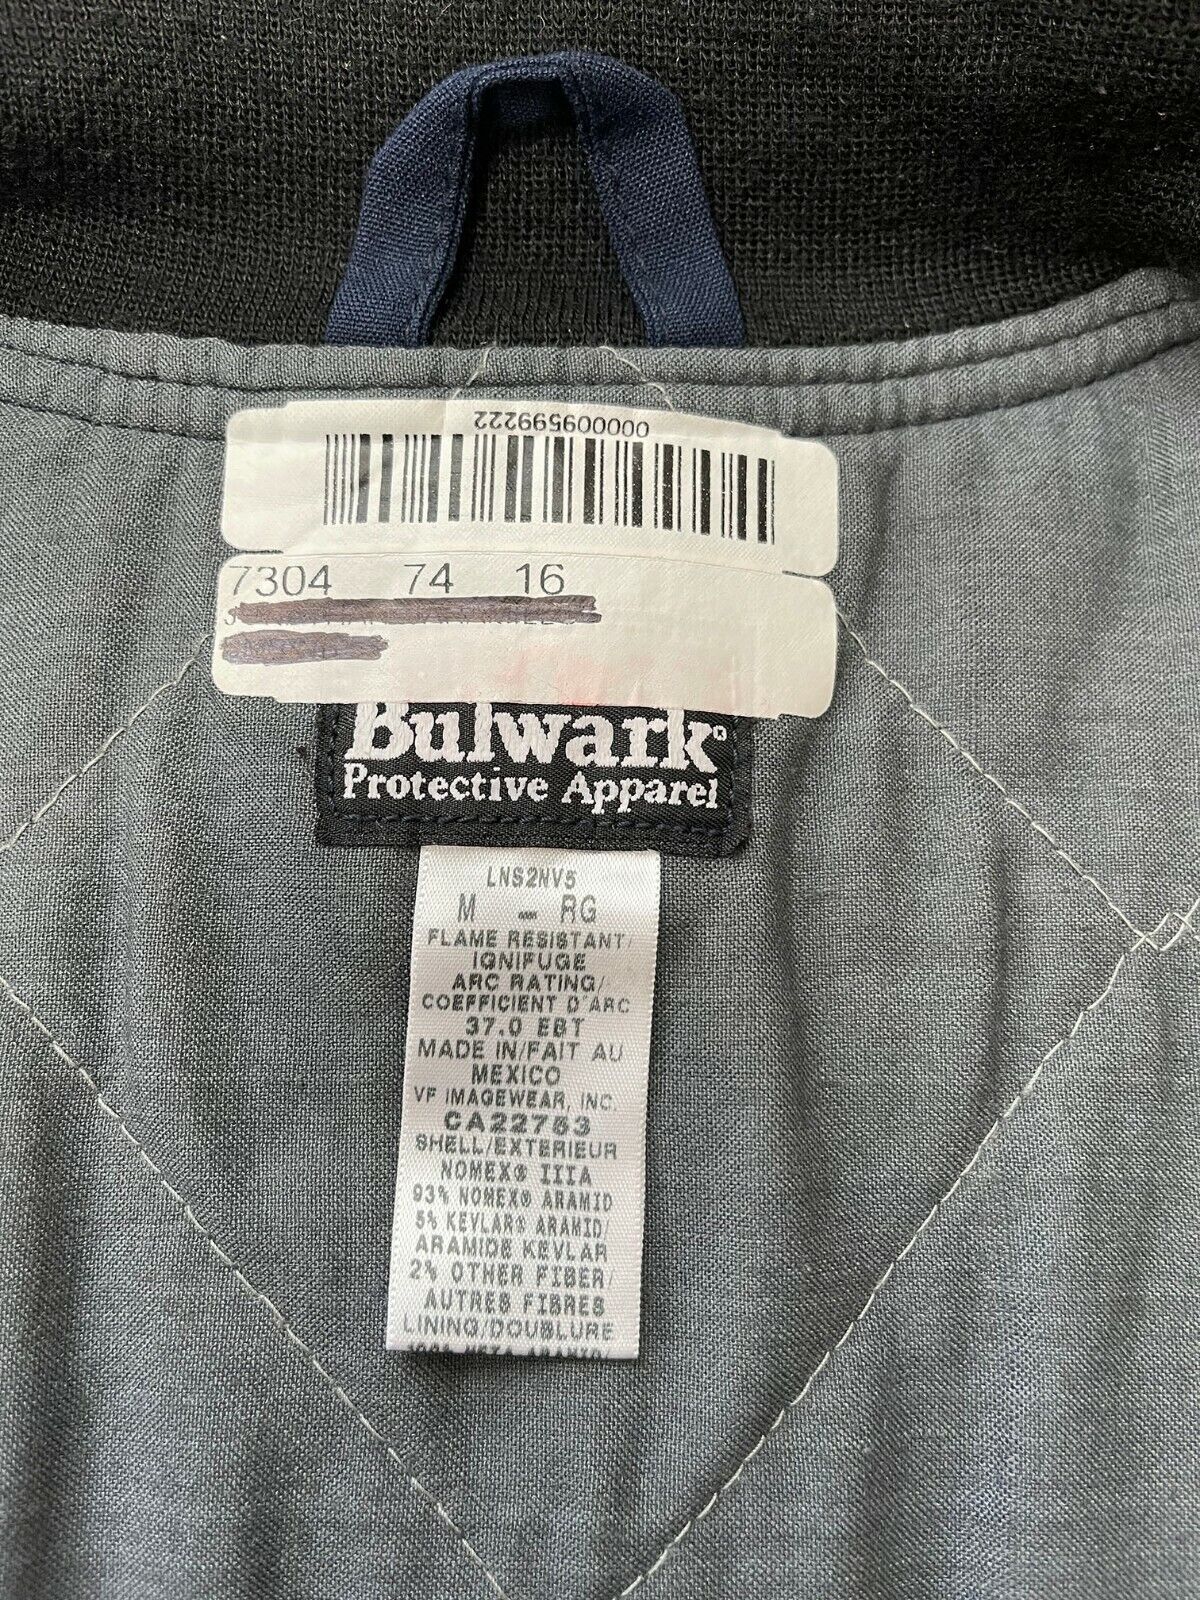 0000095599222
7304 74 16
Bulwark®
Protective Apparel
LNS2NV5
M - RG
FLAME RESISTANT/
IGNIFUGE
ARC RATING/
COEFFICIENT D'ARC
37.0 EBT
MADE IN/FAIT AU
MEXICO
VF IMAGEWEAR, INC.
CA22753
SHELL/EXTERIEUR
NOMEX® IIIA
93% NOMEX® ARAMID
5% KEVLAR® ARAMID/
ARAMIDE KEVLAR
2% OTHER FIBER/
AUTRES FIBRES
LINING/DOUBLURE